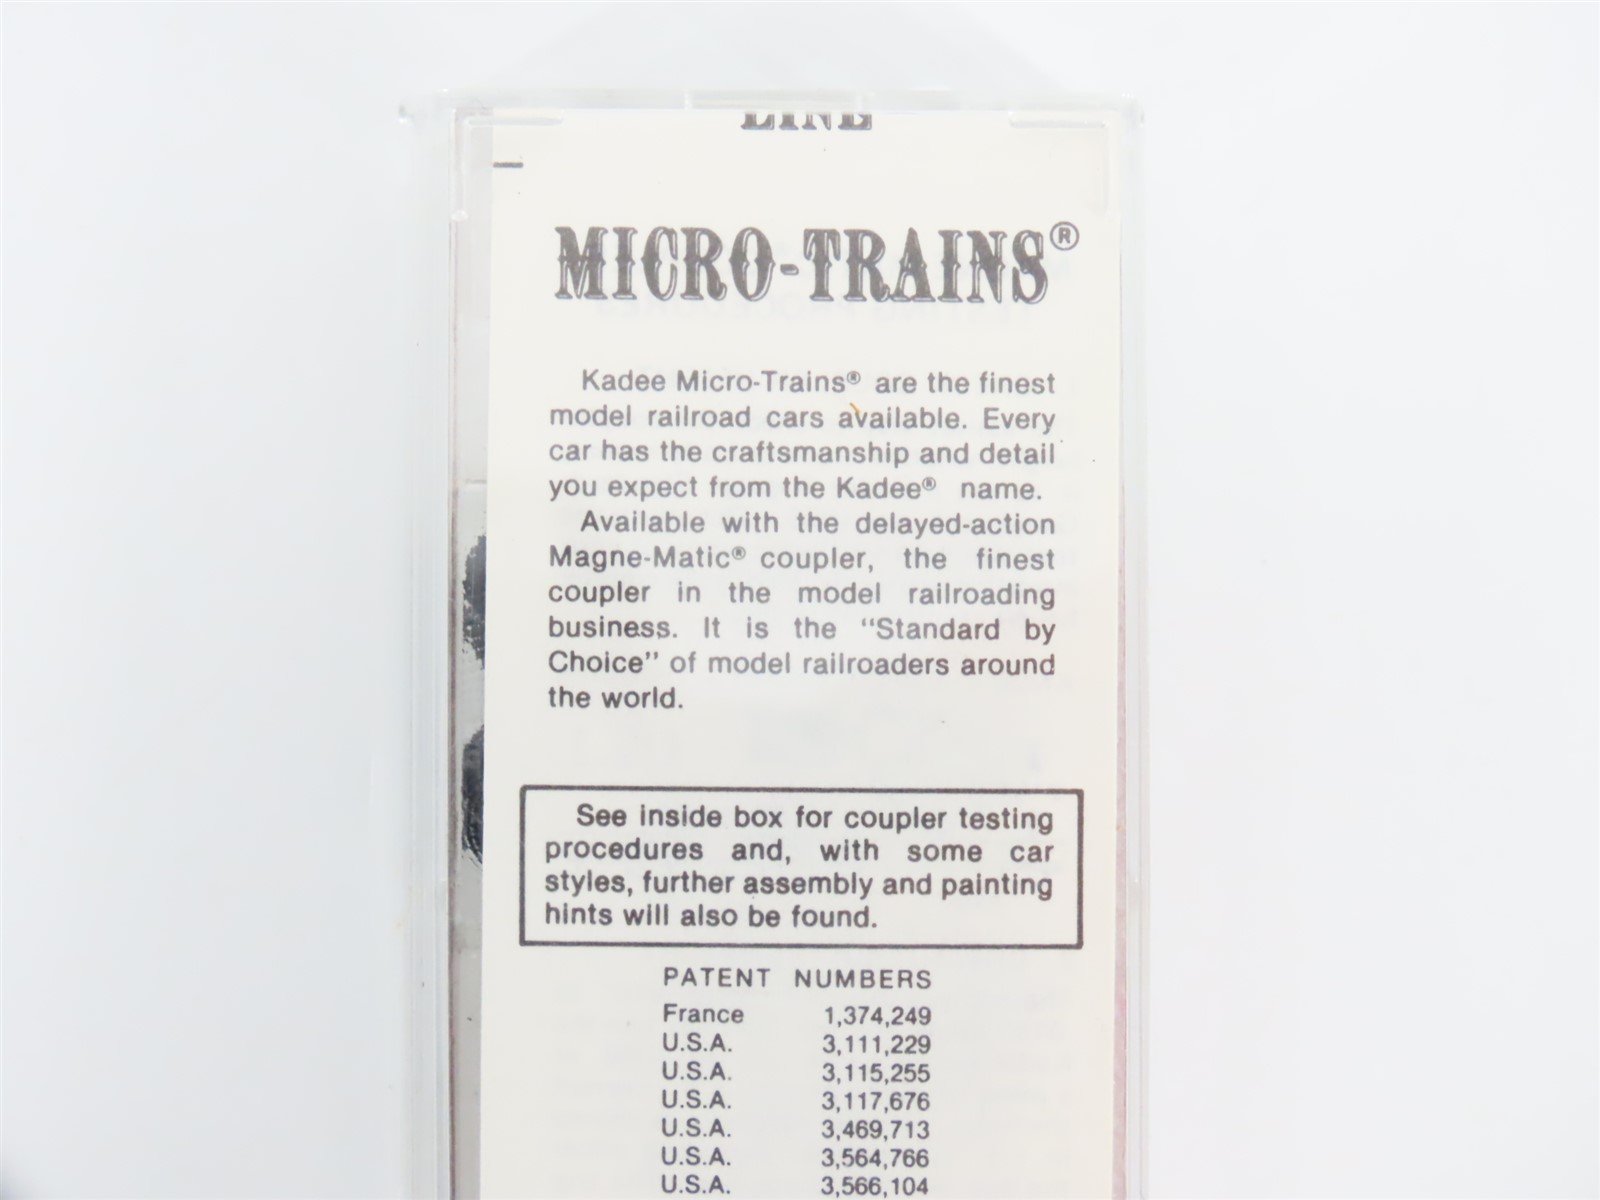 LINE
MICRO-TRAINS®
Kadee Micro-Trains® are the finest
model railroad cars available. Every
car has the craftsmanship and detail
you expect from the Kadee® name.
Available with the delayed-action
Magne-Matic® coupler, the finest
coupler in the model railroading
business. It is the "Standard by
Choice" of model railroaders around
the world.
See inside box for coupler testing
procedures and, with some car
styles, further assembly and painting
hints will also be found.
PATENT NUMBERS
France 1,374,249
U.S.A. 3,111,229
U.S.A. 3,115,255
U.S.A. 3,117,676
U.S.A. 3,469,713
U.S.A. 3,564,766
U.S.A. 3,566,104